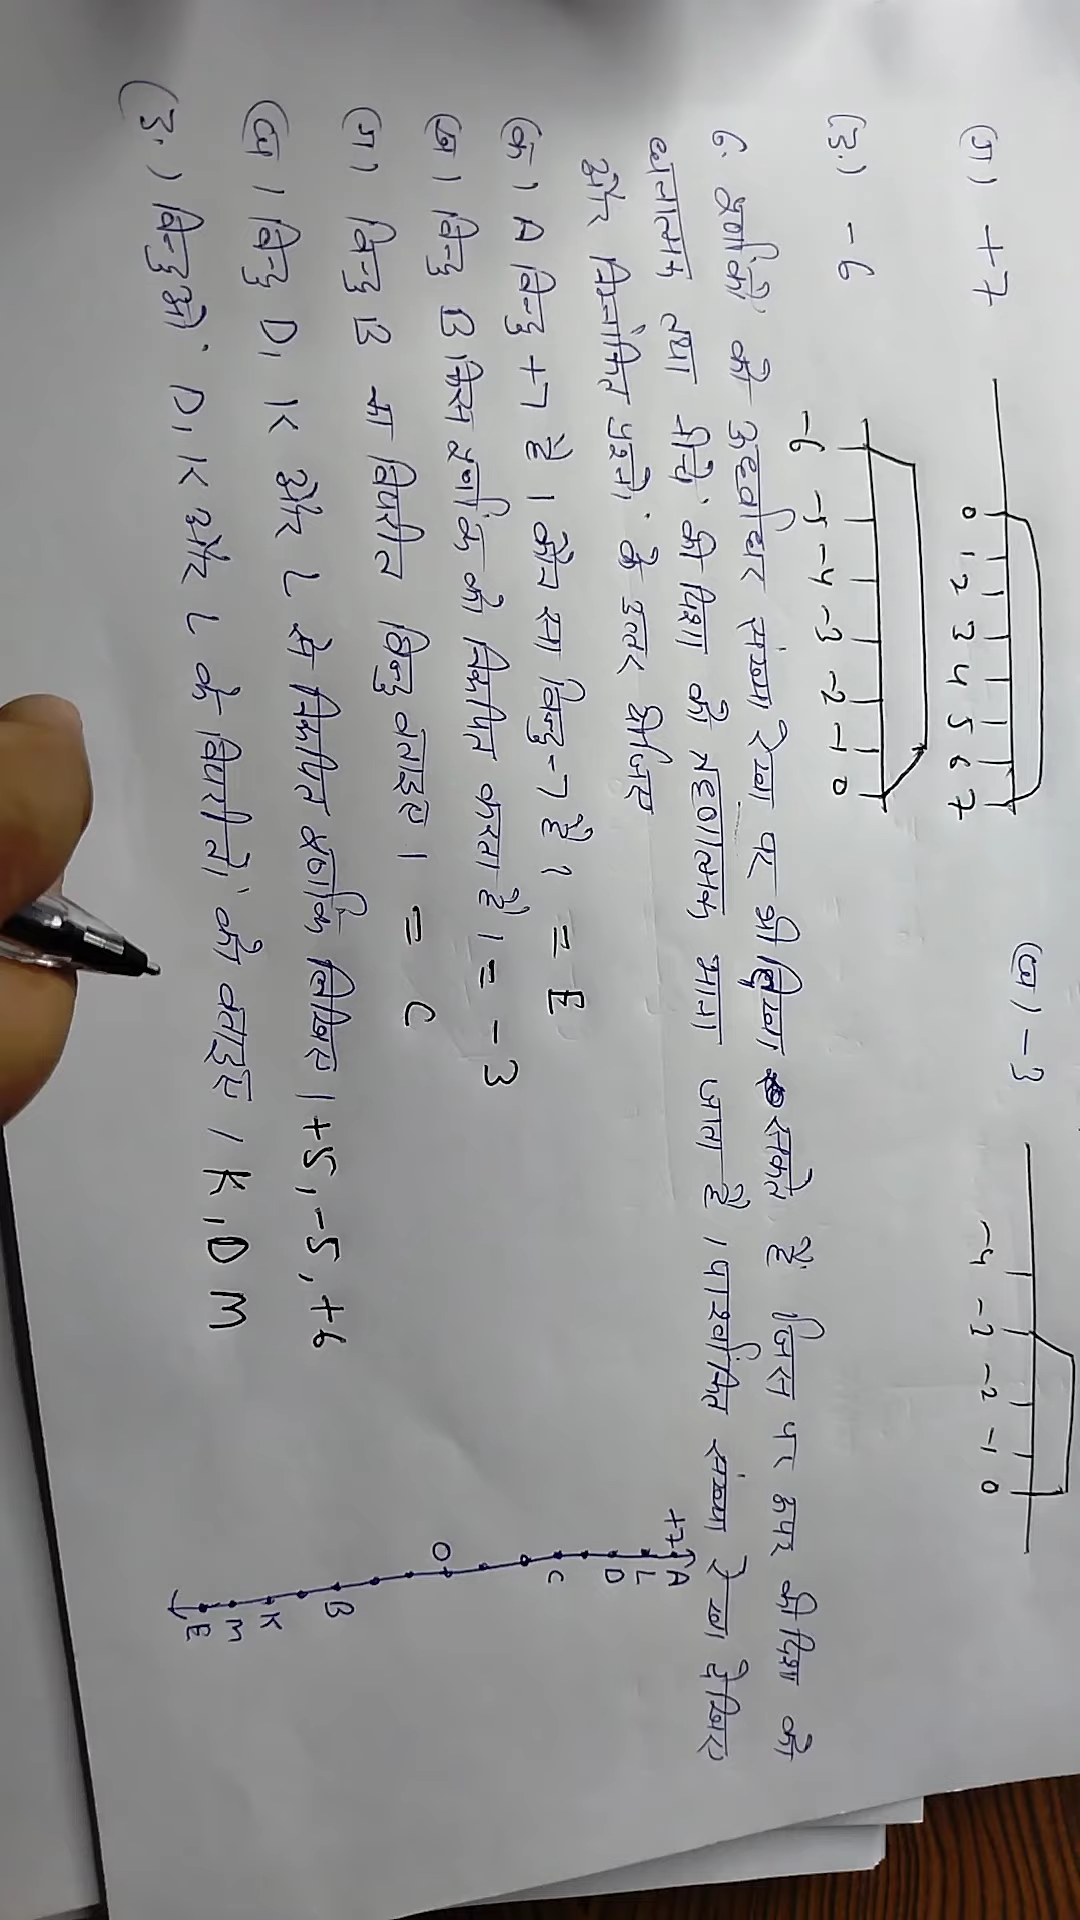 (ग) +7
0 1 2 3 4 5 6 7
(घ) -3
-4 -3 -2 -1 0
(ङ) -6
-6 -5 -4 -3 -2 -1 0
6. पूर्णांकों को ऊर्ध्वाधर संख्या रेखा पर भी लिखा सकते हैं जिस पर ऊपर की दिशा को
धनात्मक तथा नीचे की दिशा को ऋणात्मक माना जाता है। पार्श्वांकित संख्या रेखा देखिए
और निम्नांकित प्रश्नों के उत्तर दीजिए
(क) A बिन्दु +7 है। कौन सा बिन्दु -7 है। = E
(ख) बिन्दु B किस पूर्णांक को निरूपित करता है। = -3
(ग) बिन्दु B का विपरीत बिन्दु बताइए। = C
(घ) बिन्दु D, K और L से निरूपित पूर्णांक लिखिए। +5, -5, +6
(ङ) बिन्दुओं D, K और L के विपरीतों को बताइए। K, D M
+7 A
L
D
C
0
B
K
M
E